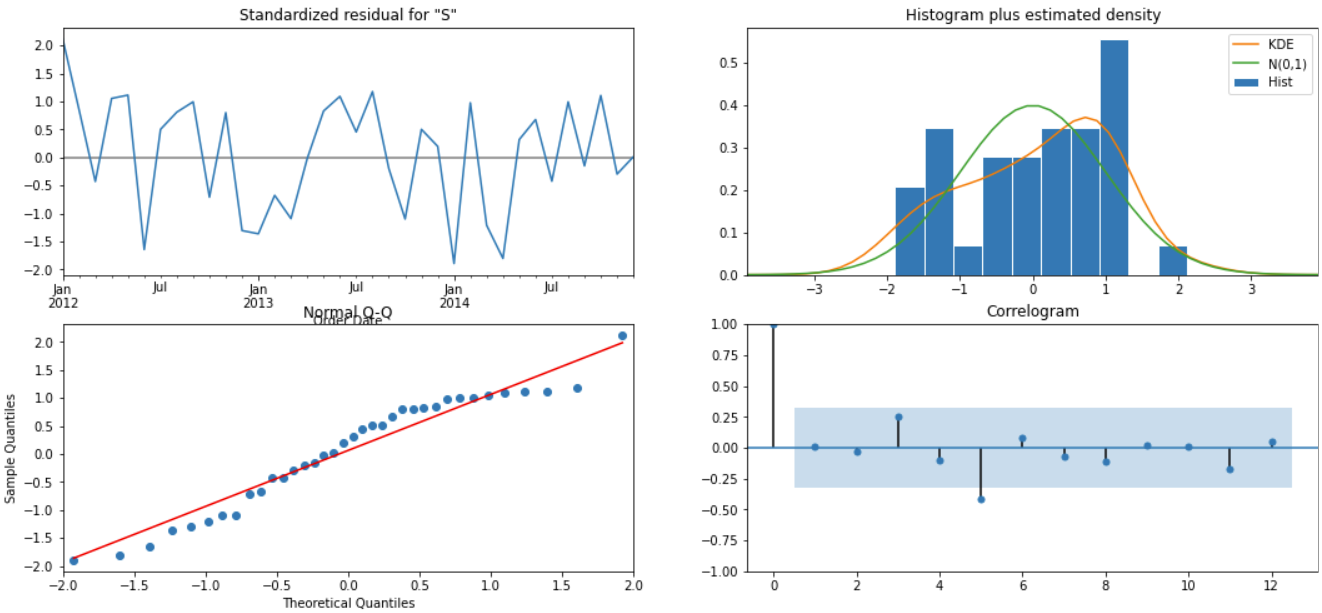 Standardized residual for "S"
2.0
1.5
1.0
0.5
0.0
−0.5
−1.0
−1.5
−2.0
Jan
2012
Jul
Jan
2013
Jul
Jan
2014
Jul
Order Date
Histogram plus estimated density
KDE
N(0,1)
Hist
0.5
0.4
0.3
0.2
0.1
0.0
−3 −2 −1 0 1 2 3
Normal Q-Q
Sample Quantiles
2.0
1.5
1.0
0.5
0.0
−0.5
−1.0
−1.5
−2.0
−2.0 −1.5 −1.0 −0.5 0.0 0.5 1.0 1.5 2.0
Theoretical Quantiles
Correlogram
1.00
0.75
0.50
0.25
0.00
−0.25
−0.50
−0.75
−1.00
0 2 4 6 8 10 12